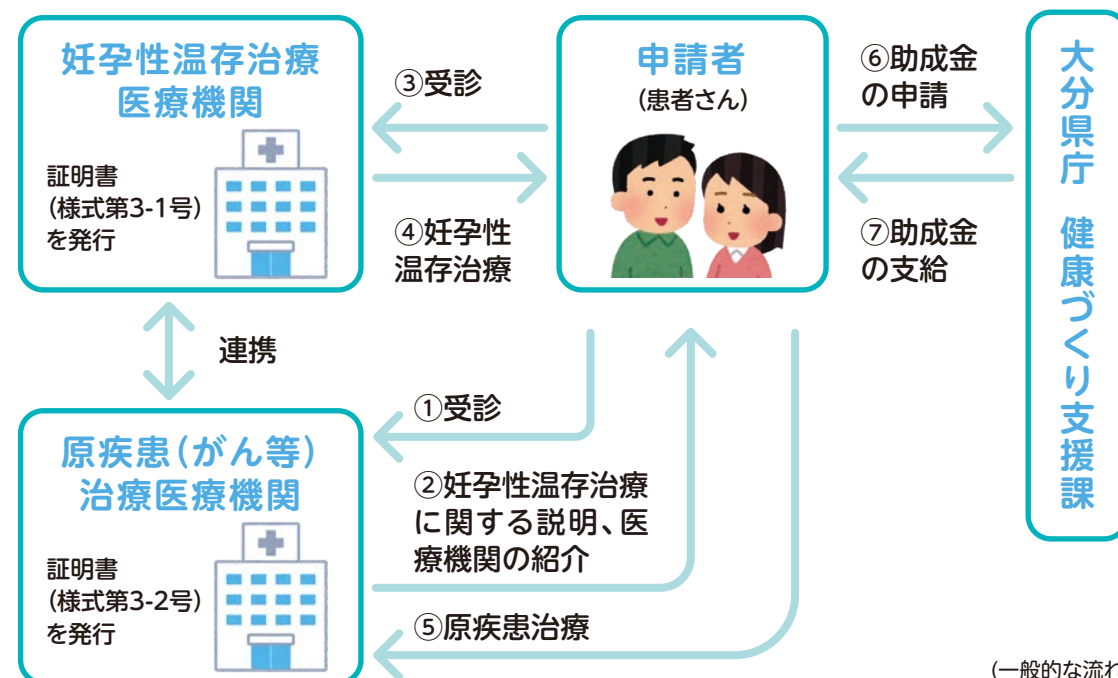 妊孕性温存治療
医療機関
証明書
(様式第3-1号)
を発行
③受診
④妊孕性
温存治療
申請者
(患者さん)
⑥助成金
の申請
⑦助成金
の支給
大分県庁 健康づくり支援課
連携
原疾患(がん等)
治療医療機関
証明書
(様式第3-2号)
を発行
①受診
②妊孕性温存治療
に関する説明、医
療機関の紹介
⑤原疾患治療
(一般的な流れ